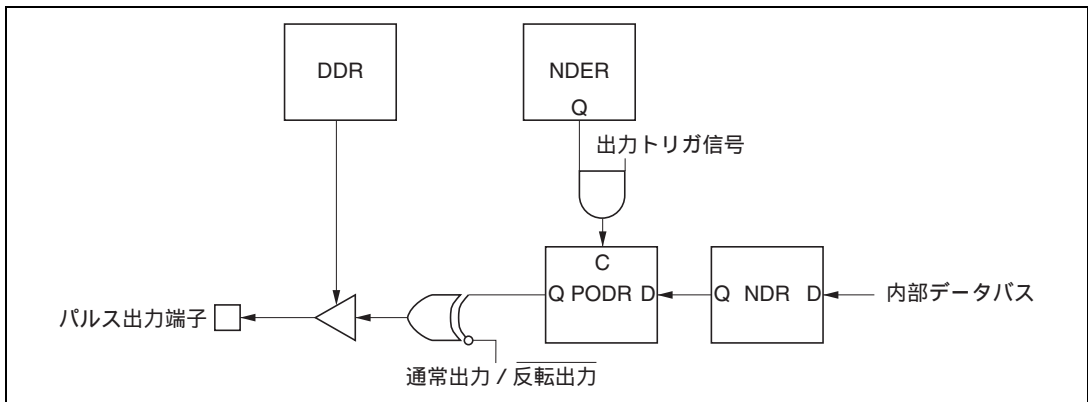 DDR
NDER
Q
出力トリガ信号
C
Q PODR D
Q NDR D
内部データバス
パルス出力端子
通常出力 / 反転出力